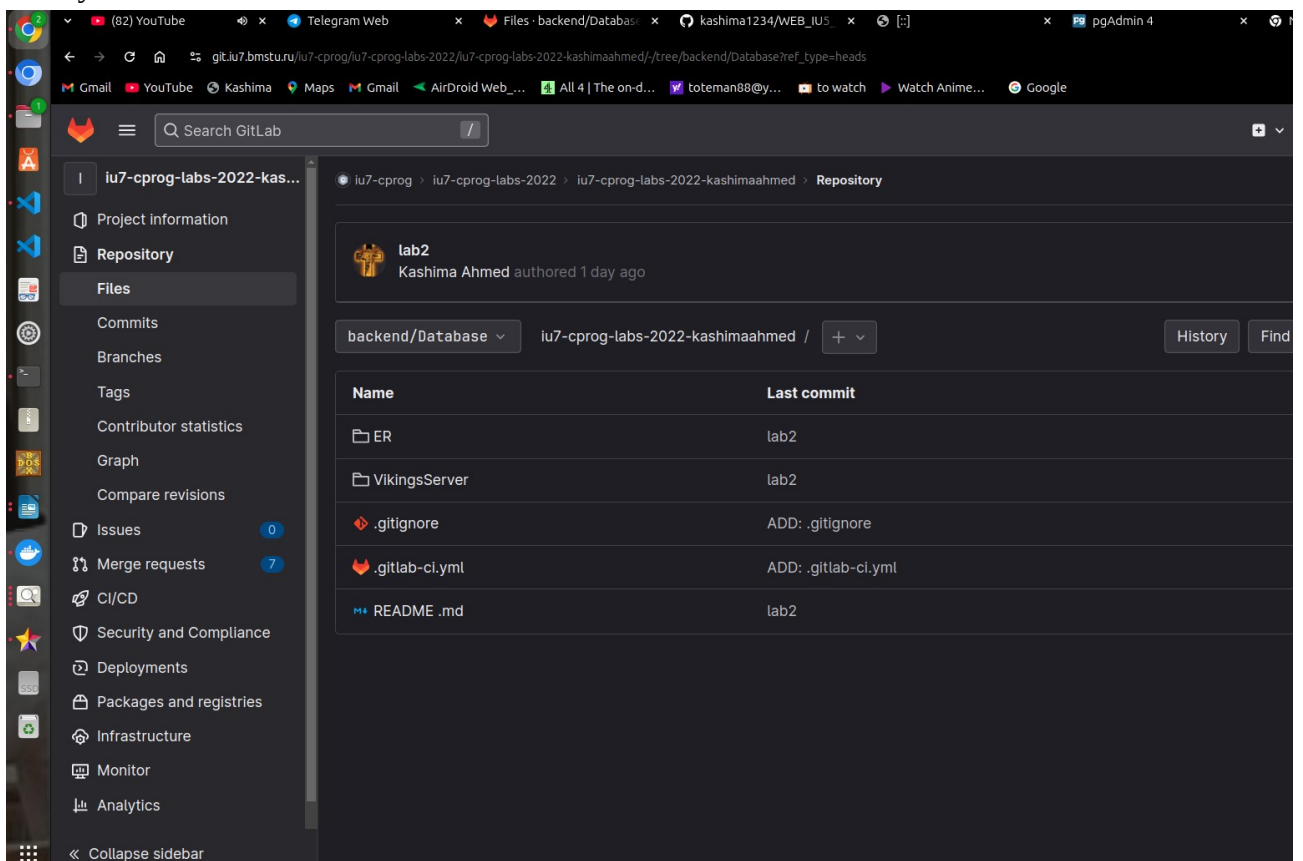 (82) YouTube
Telegram Web
Files · backend/Database
kashima1234/WEB_IU5_
[::]
pgAdmin 4
git.iu7.bmstu.ru/iu7-cprog/iu7-cprog-labs-2022/iu7-cprog-labs-2022-kashimaahmed/-/tree/backend/Database?ref_type=heads
Gmail
YouTube
Kashima
Maps
Gmail
AirDroid Web_...
All 4 | The on-d...
toteman88@y...
to watch
Watch Anime...
Google
Search GitLab
/
I
iu7-cprog-labs-2022-kas...
Project information
Repository
Files
Commits
Branches
Tags
Contributor statistics
Graph
Compare revisions
Issues 0
Merge requests 7
CI/CD
Security and Compliance
Deployments
Packages and registries
Infrastructure
Monitor
Analytics
« Collapse sidebar
iu7-cprog › iu7-cprog-labs-2022 › iu7-cprog-labs-2022-kashimaahmed › Repository
lab2
Kashima Ahmed authored 1 day ago
backend/Database
iu7-cprog-labs-2022-kashimaahmed /
+
History
Find
Name Last commit
ER lab2
VikingsServer lab2
.gitignore ADD: .gitignore
.gitlab-ci.yml ADD: .gitlab-ci.yml
README .md lab2